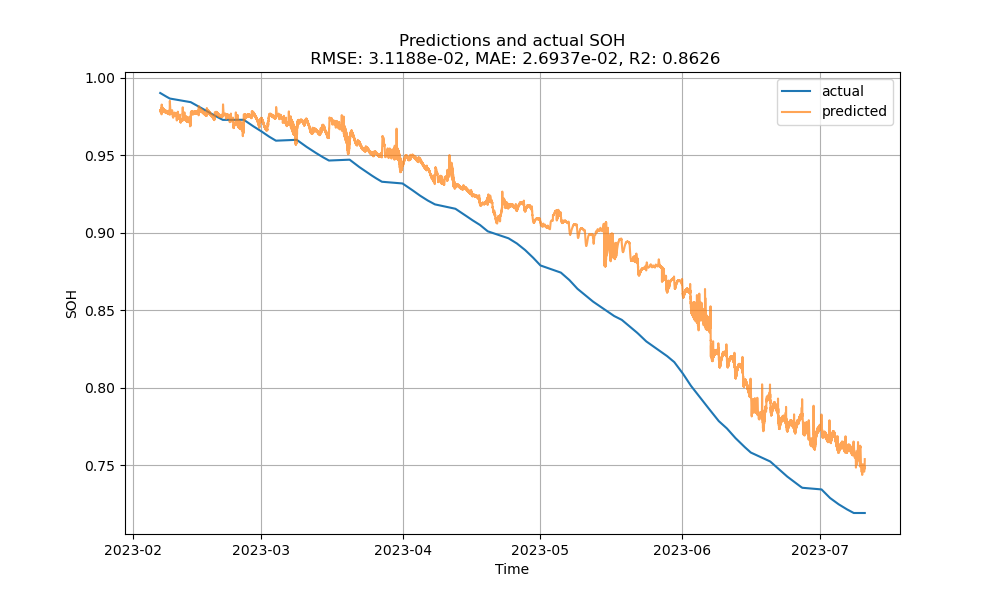 Predictions and actual SOH
RMSE: 3.1188e-02, MAE: 2.6937e-02, R2: 0.8626
1.00
0.95
0.90
0.85
0.80
0.75
SOH
actual
predicted
2023-02 2023-03 2023-04 2023-05 2023-06 2023-07
Time